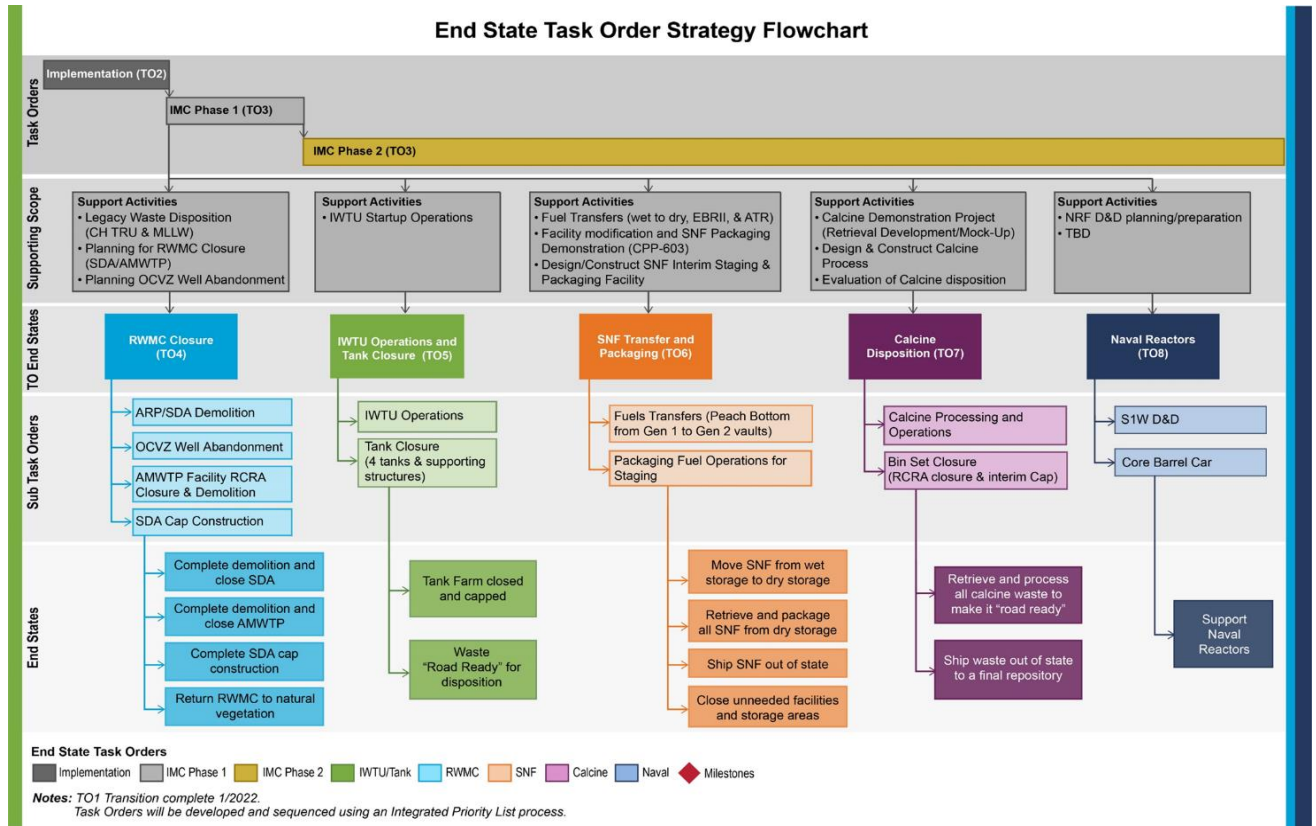 End State Task Order Strategy Flowchart
Task Orders
Implementation (TO2)
IMC Phase 1 (TO3)
IMC Phase 2 (TO3)
Supporting Scope
Support Activities
• Legacy Waste Disposition
(CH TRU & MLLW)
• Planning for RWMC Closure
(SDA/AMWTP)
• Planning OCVZ Well Abandonment
Support Activities
• IWTU Startup Operations
Support Activities
• Fuel Transfers (wet to dry, EBRII, & ATR)
• Facility modification and SNF Packaging
Demonstration (CPP-603)
• Design/Construct SNF Interim Staging &
Packaging Facility
Support Activities
• Calcine Demonstration Project
(Retrieval Development/Mock-Up)
• Design & Construct Calcine
Process
• Evaluation of Calcine disposition
Support Activities
• NRF D&D planning/preparation
• TBD
TO End States
RWMC Closure
(TO4)
IWTU Operations and
Tank Closure (TO5)
SNF Transfer and
Packaging (TO6)
Calcine
Disposition (TO7)
Naval Reactors
(TO8)
Sub Task Orders
ARP/SDA Demolition
OCVZ Well Abandonment
AMWTP Facility RCRA
Closure & Demolition
SDA Cap Construction
IWTU Operations
Tank Closure
(4 tanks & supporting
structures)
Fuels Transfers (Peach Bottom
from Gen 1 to Gen 2 vaults)
Packaging Fuel Operations for
Staging
Calcine Processing and
Operations
Bin Set Closure
(RCRA closure & interim Cap)
S1W D&D
Core Barrel Car
End States
Complete demolition and
close SDA
Complete demolition and
close AMWTP
Complete SDA cap
construction
Return RWMC to natural
vegetation
Tank Farm closed
and capped
Waste
“Road Ready” for
disposition
Move SNF from wet
storage to dry storage
Retrieve and package
all SNF from dry storage
Ship SNF out of state
Close unneeded facilities
and storage areas
Retrieve and process
all calcine waste to
make it “road ready”
Ship waste out of state
to a final repository
Support
Naval
Reactors
End State Task Orders
Implementation
IMC Phase 1
IMC Phase 2
IWTU/Tank
RWMC
SNF
Calcine
Naval
Milestones
Notes: TO1 Transition complete 1/2022.
Task Orders will be developed and sequenced using an Integrated Priority List process.